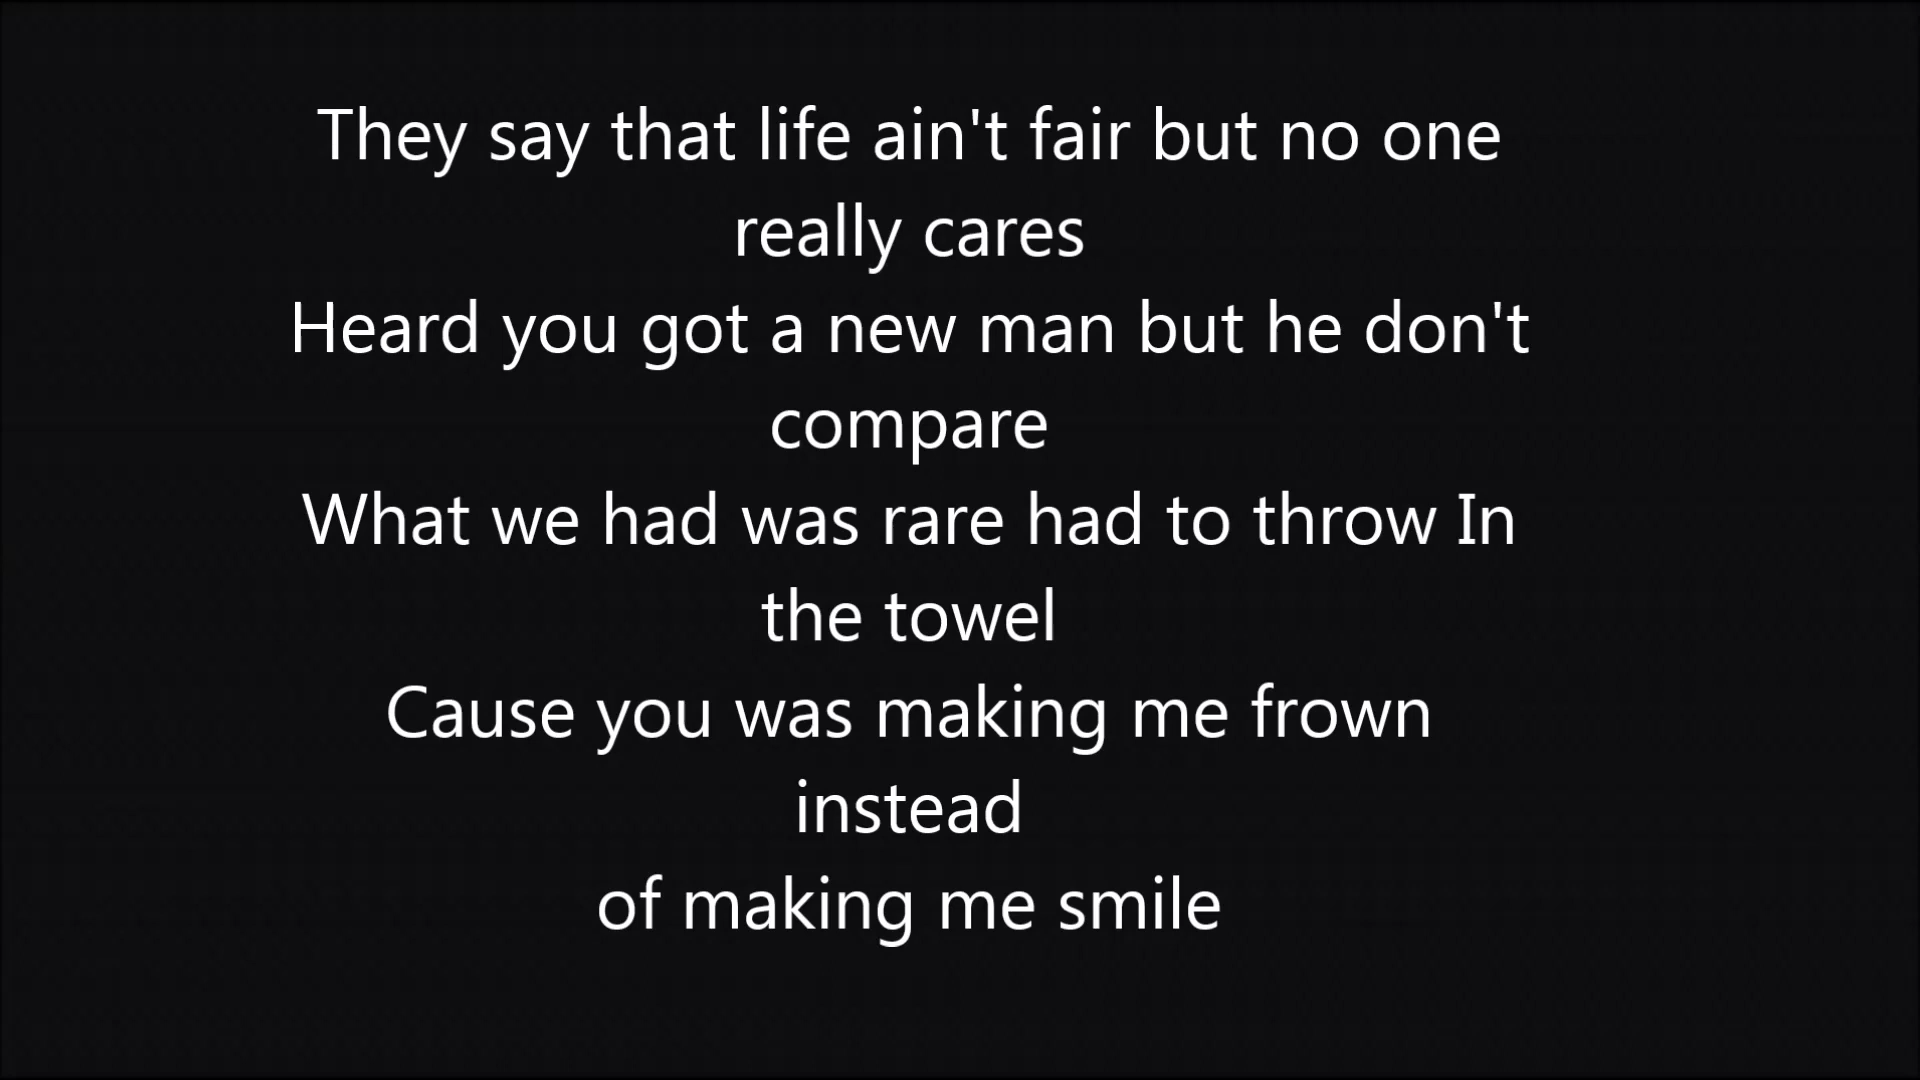 They say that life ain't fair but no one
really cares
Heard you got a new man but he don't
compare
What we had was rare had to throw In
the towel
Cause you was making me frown
instead
of making me smile